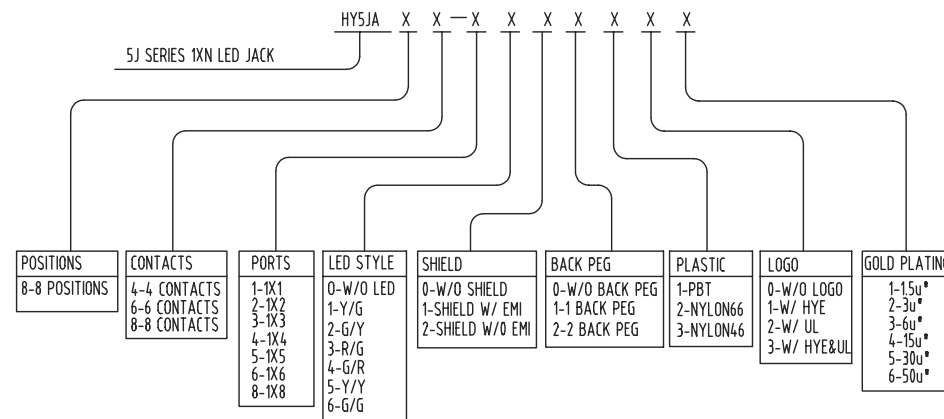 HY5JA X X - X X X X X X X
5J SERIES 1XN LED JACK
POSITIONS
8-8 POSITIONS
CONTACTS
4-4 CONTACTS
6-6 CONTACTS
8-8 CONTACTS
PORTS
1-1X1
2-1X2
3-1X3
4-1X4
5-1X5
6-1X6
8-1X8
LED STYLE
0-W/O LED
1-Y/G
2-G/Y
3-R/G
4-G/R
5-Y/Y
6-G/G
SHIELD
0-W/O SHIELD
1-SHIELD W/ EMI
2-SHIELD W/O EMI
BACK PEG
0-W/O BACK PEG
1-1 BACK PEG
2-2 BACK PEG
PLASTIC
1-PBT
2-NYLON66
3-NYLON46
LOGO
0-W/O LOGO
1-W/ HYE
2-W/ UL
3-W/ HYE&UL
GOLD PLATING
1-1.5u"
2-3u"
3-6u"
4-15u"
5-30u"
6-50u"